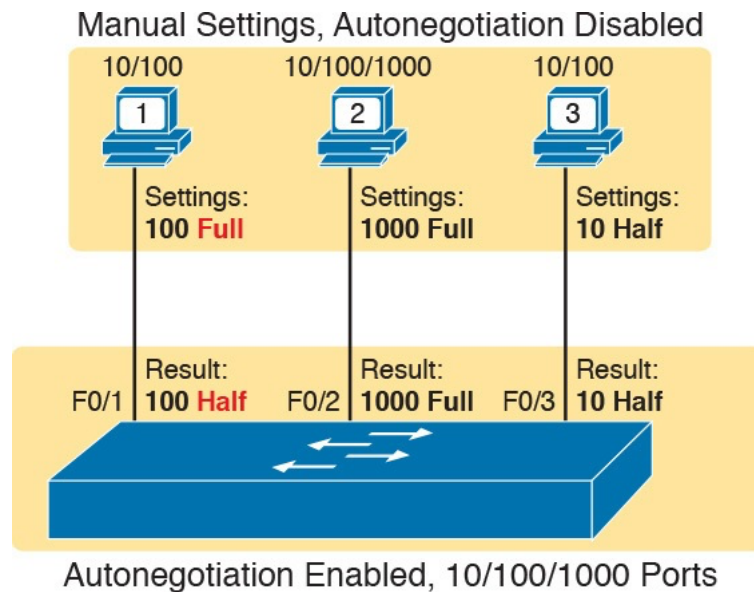 Manual Settings, Autonegotiation Disabled
10/100 10/100/1000 10/100
1 2 3
Settings: Settings: Settings:
100 Full 1000 Full 10 Half
Result: Result: Result:
F0/1 100 Half F0/2 1000 Full F0/3 10 Half
Autonegotiation Enabled, 10/100/1000 Ports